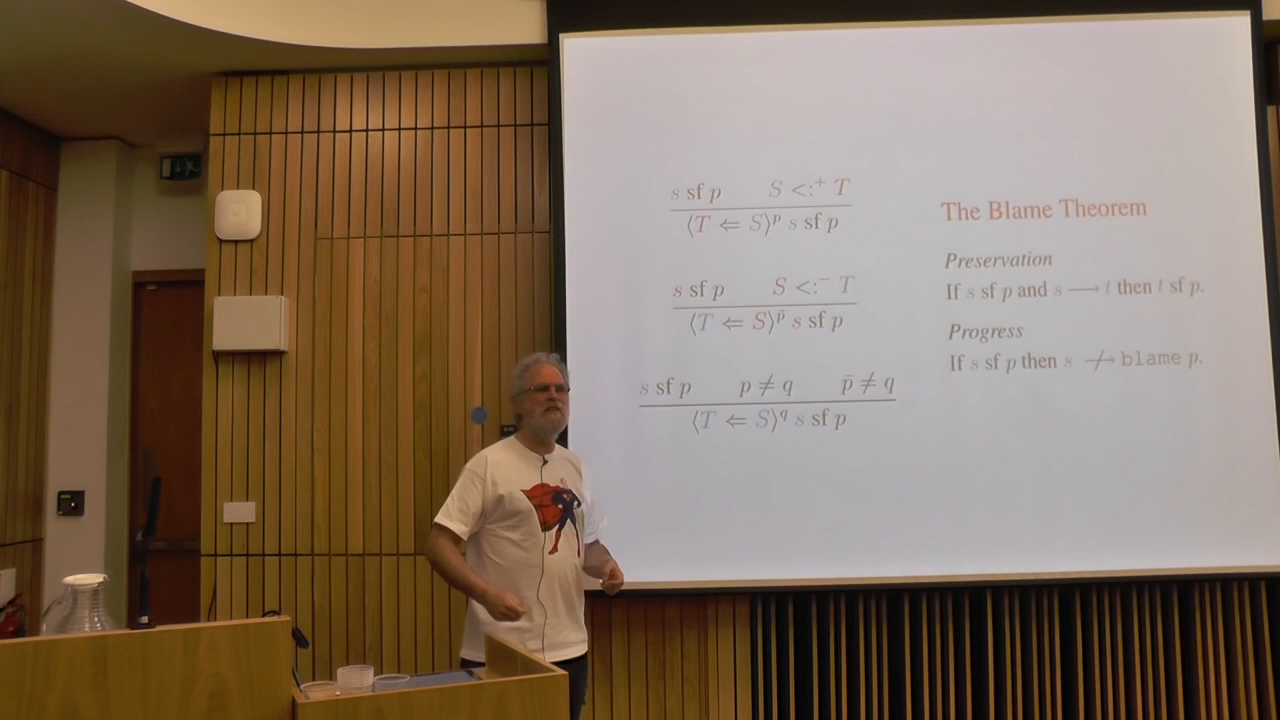 s sf p S <:⁺ T
⟨T ⇐ S⟩ᵖ s sf p
s sf p S <:⁻ T
⟨T ⇐ S⟩^p̄ s sf p
s sf p p ≠ q p̄ ≠ q
⟨T ⇐ S⟩^q s sf p
The Blame Theorem
Preservation
If s sf p and s ⟶ t then t sf p.
Progress
If s sf p then s ↛ blame p.